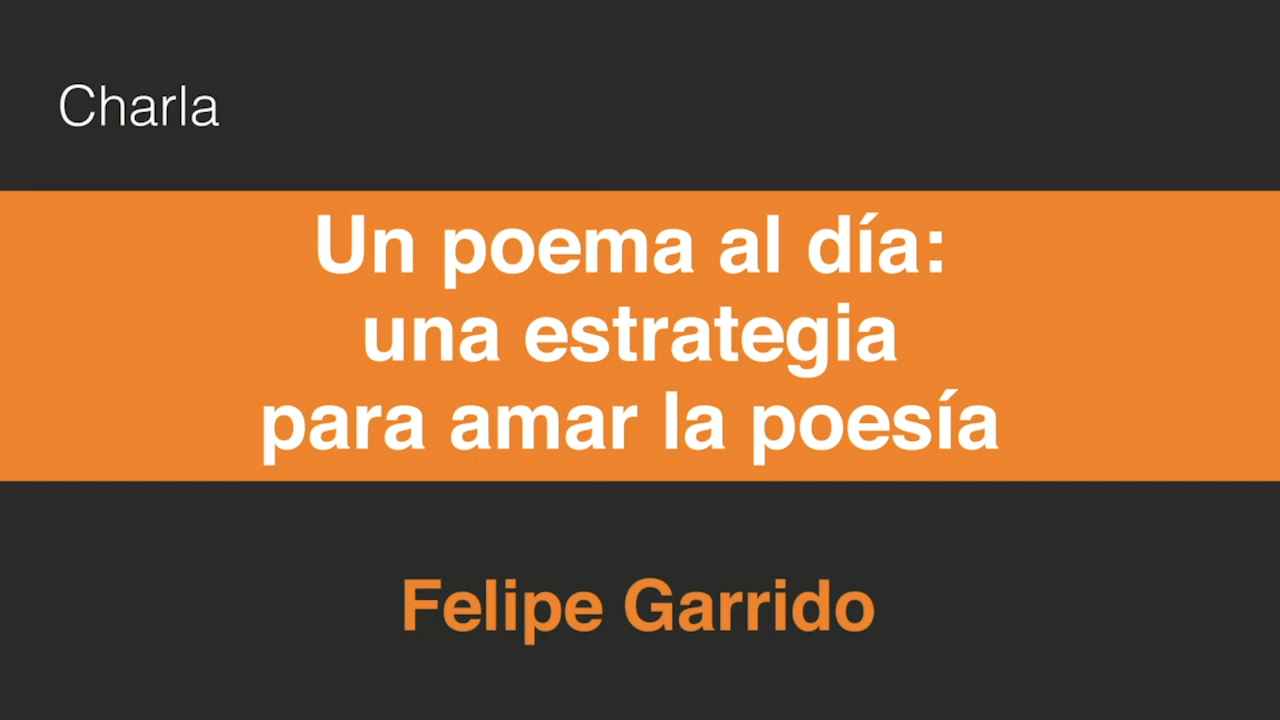 Charla
Un poema al día:
una estrategia
para amar la poesía
Felipe Garrido